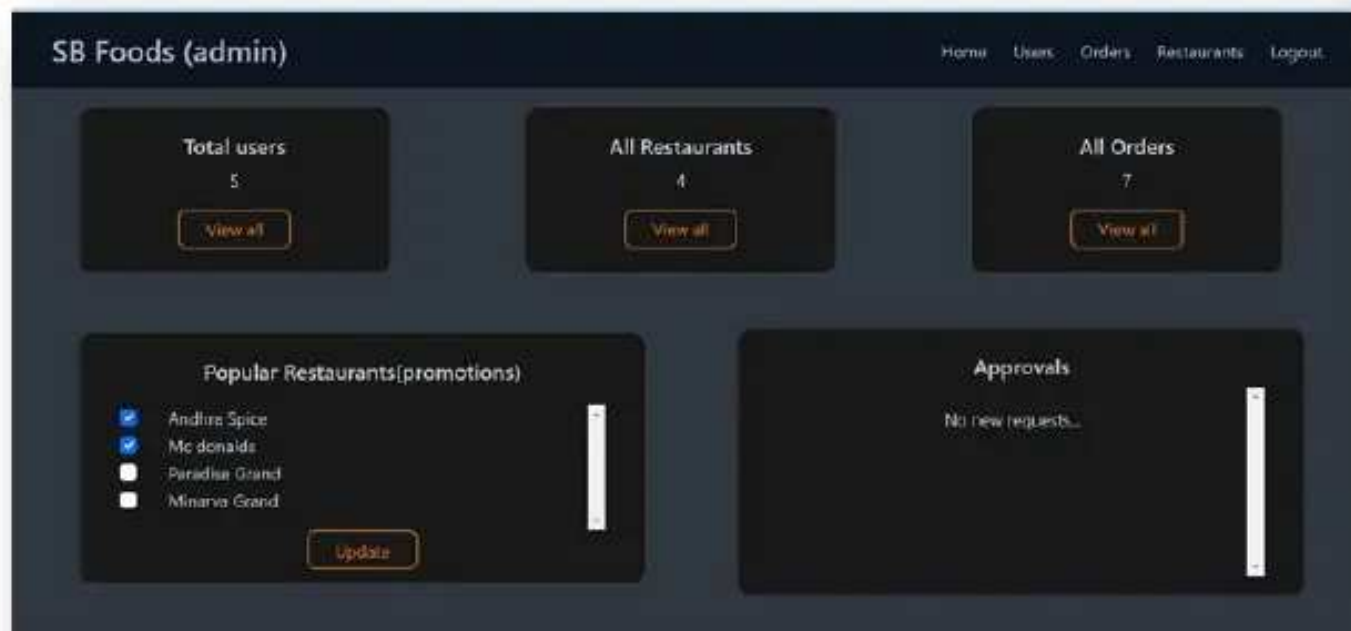 SB Foods (admin)
Home Users Orders Restaurants Logout
Total users
5
View all
All Restaurants
4
View all
All Orders
7
View all
Popular Restaurants(promotions)
Andhra Spice
Mc donalds
Paradise Grand
Minarva Grand
Update
Approvals
No new requests...